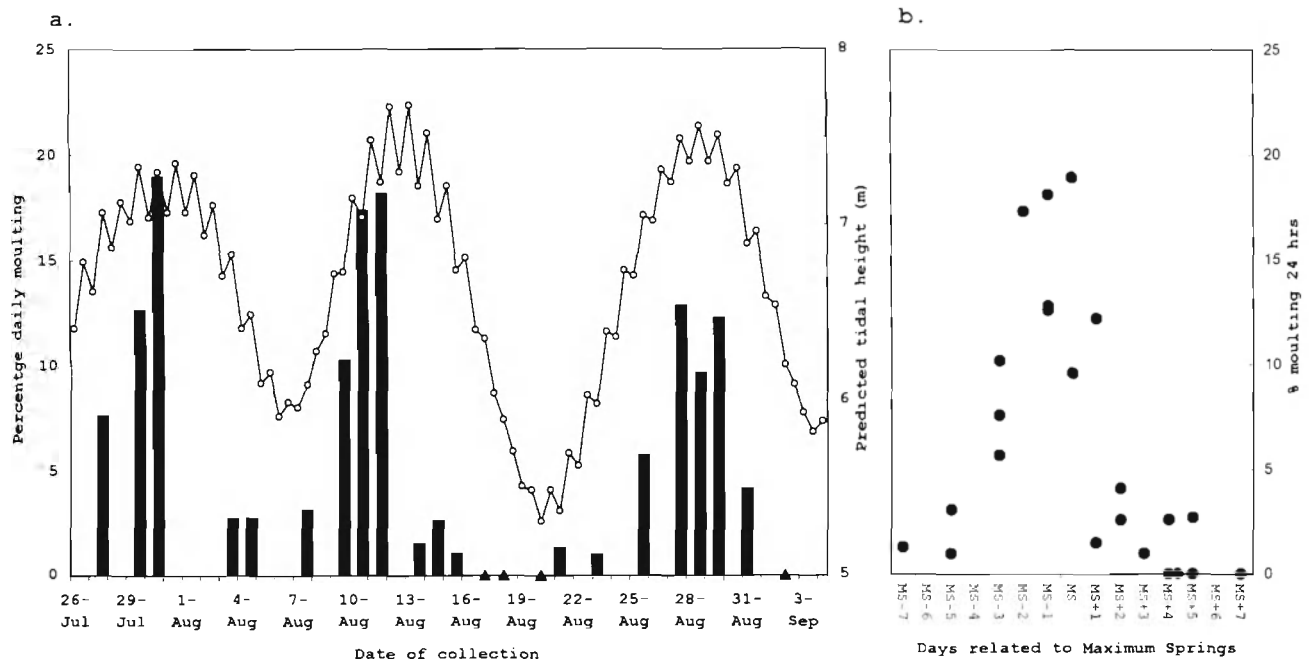 a.
b.
25
20
15
10
5
0
Percentge daily moulting
8
7
6
5
Predicted tidal height (m)
26- 29- 1- 4- 7- 10- 13- 16- 19- 22- 25- 28- 31- 3-
Jul Jul Aug Aug Aug Aug Aug Aug Aug Aug Aug Aug Aug Sep
Date of collection
25
20
15
10
5
0
% moulting 24 hrs
MS-7 MS-6 MS-5 MS-4 MS-3 MS-2 MS-1 MS MS+1 MS+2 MS+3 MS+4 MS+5 MS+6 MS+7
Days related to Maximum Springs